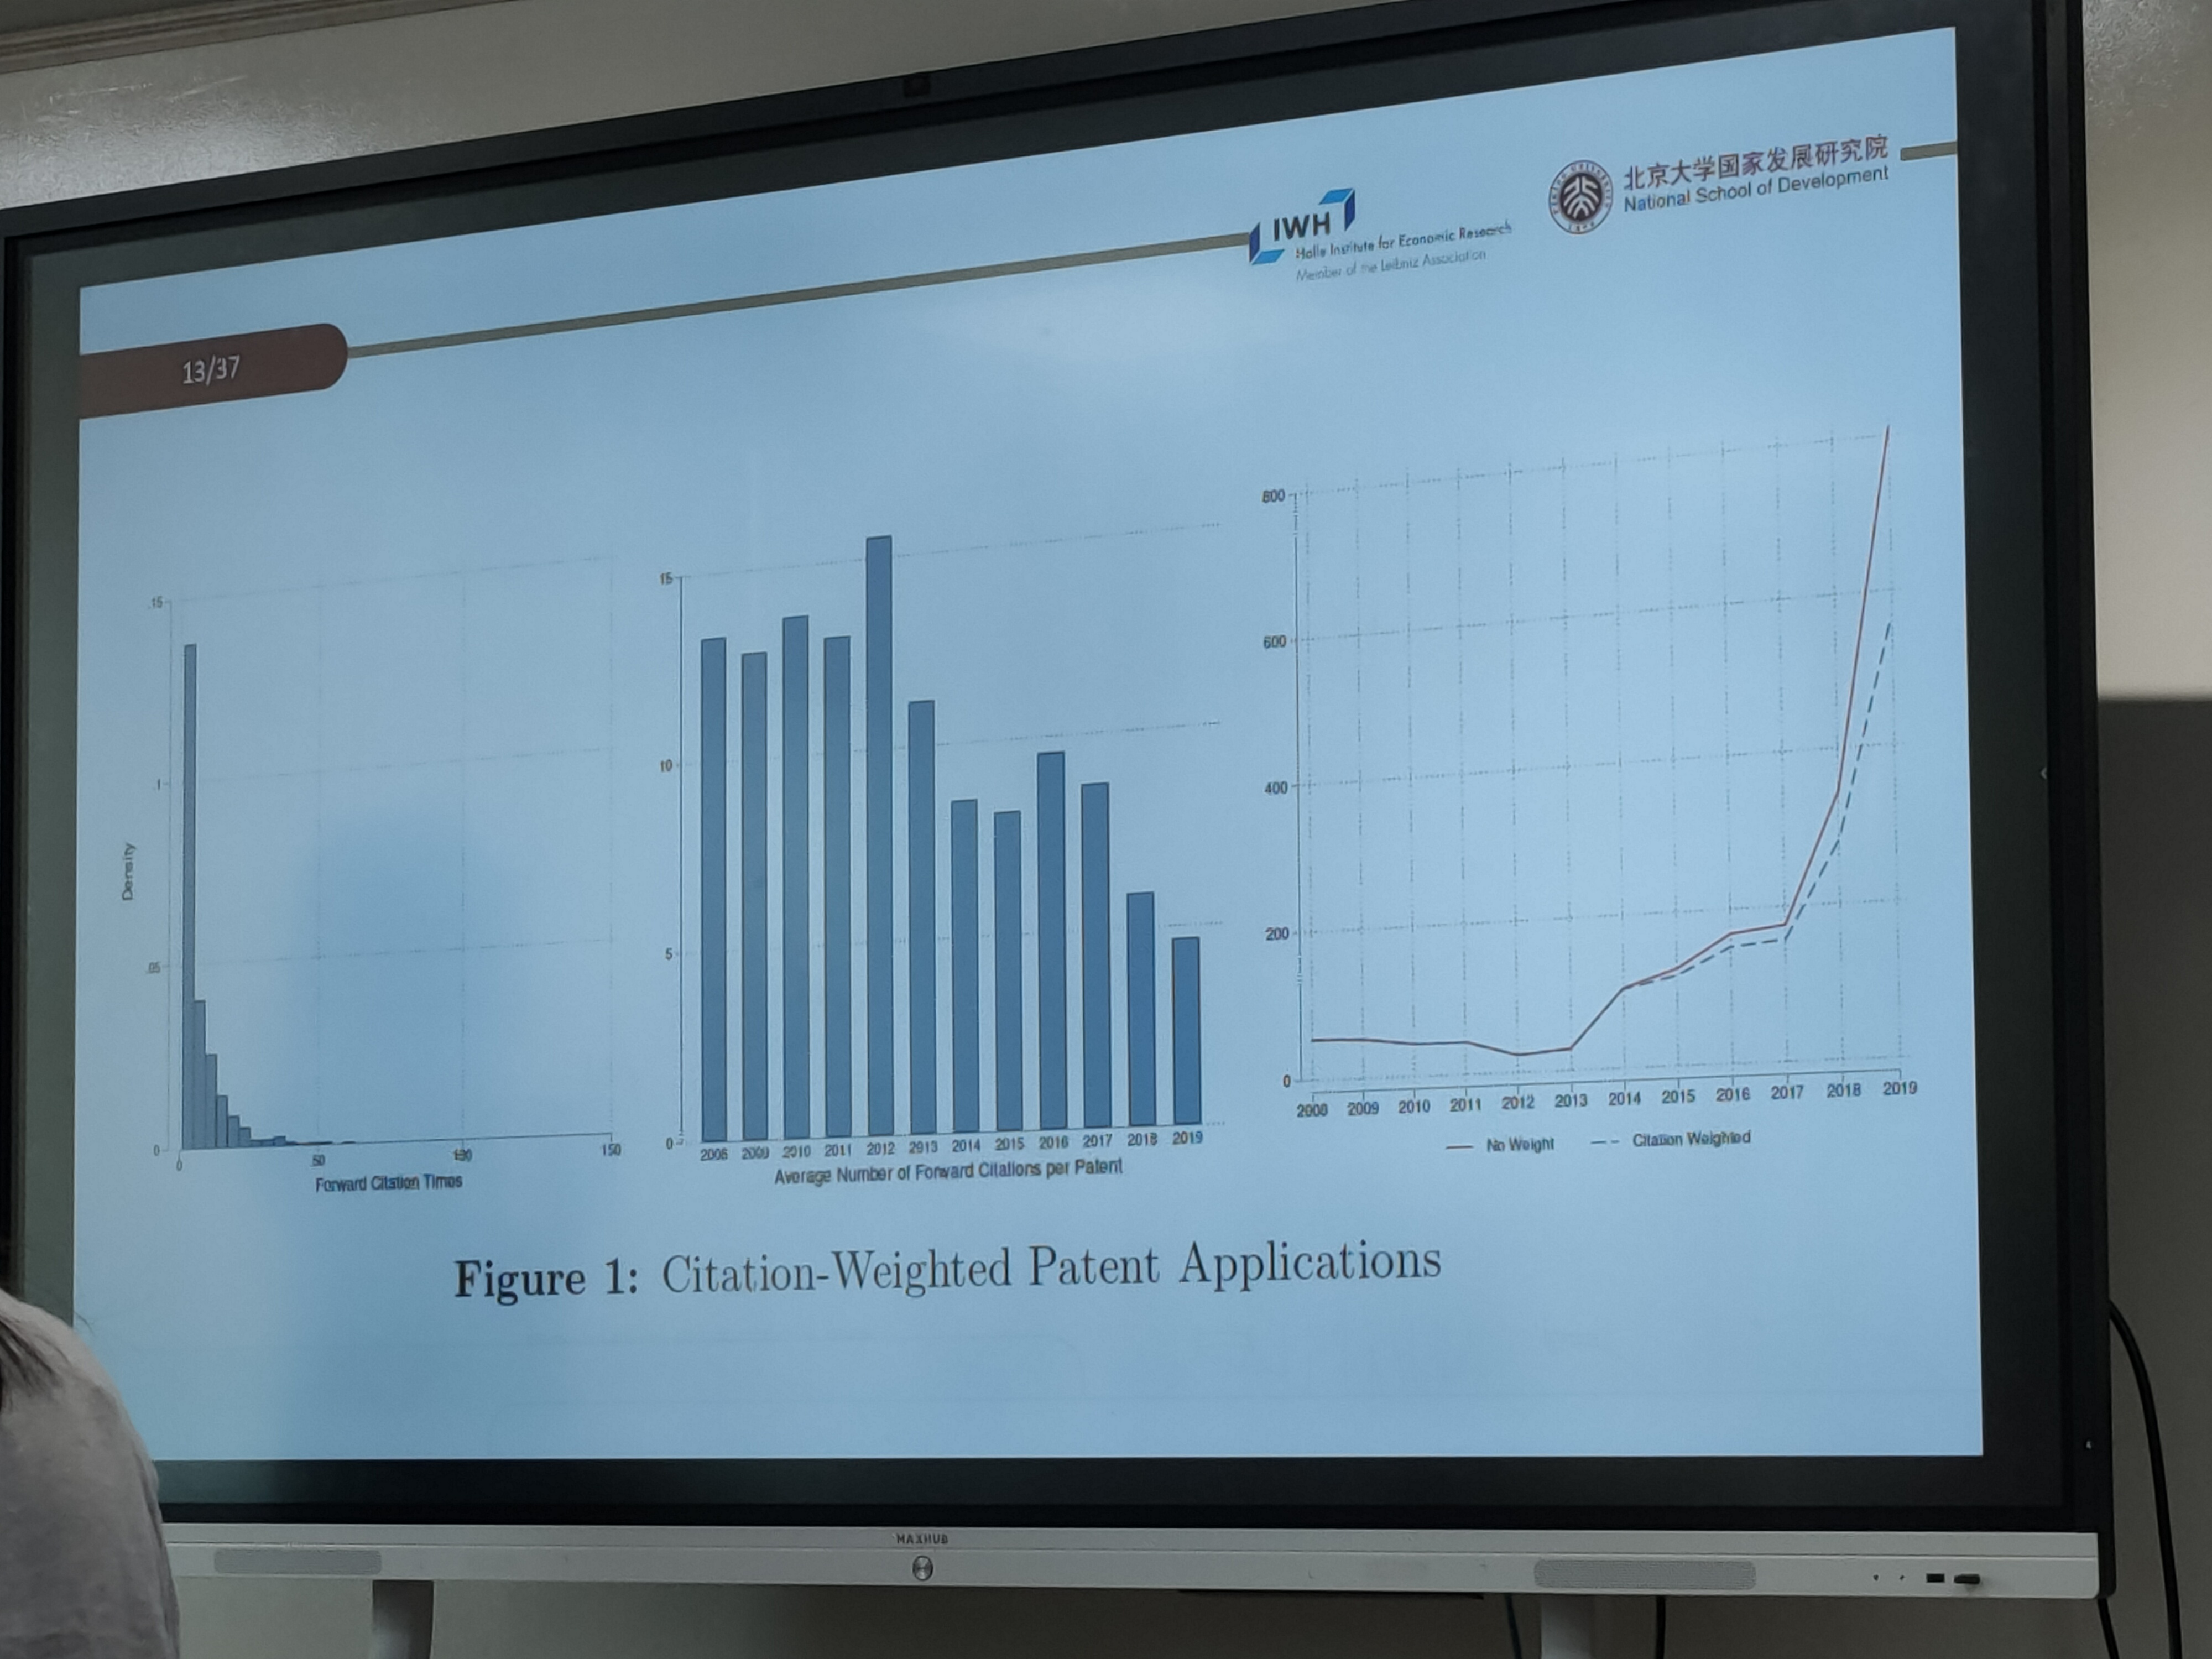 IWH
Halle Institute for Economic Research
Member of the Leibniz Association
北京大学国家发展研究院
National School of Development
13/37
.15
.1
.05
0
Density
0 50 100 150
Forward Citation Times
15
10
5
0
2008 2009 2010 2011 2012 2013 2014 2015 2016 2017 2018 2019
Average Number of Forward Citations per Patent
800
600
400
200
0
2008 2009 2010 2011 2012 2013 2014 2015 2016 2017 2018 2019
No Weight Citation Weighted
Figure 1: Citation-Weighted Patent Applications
MAXHUB